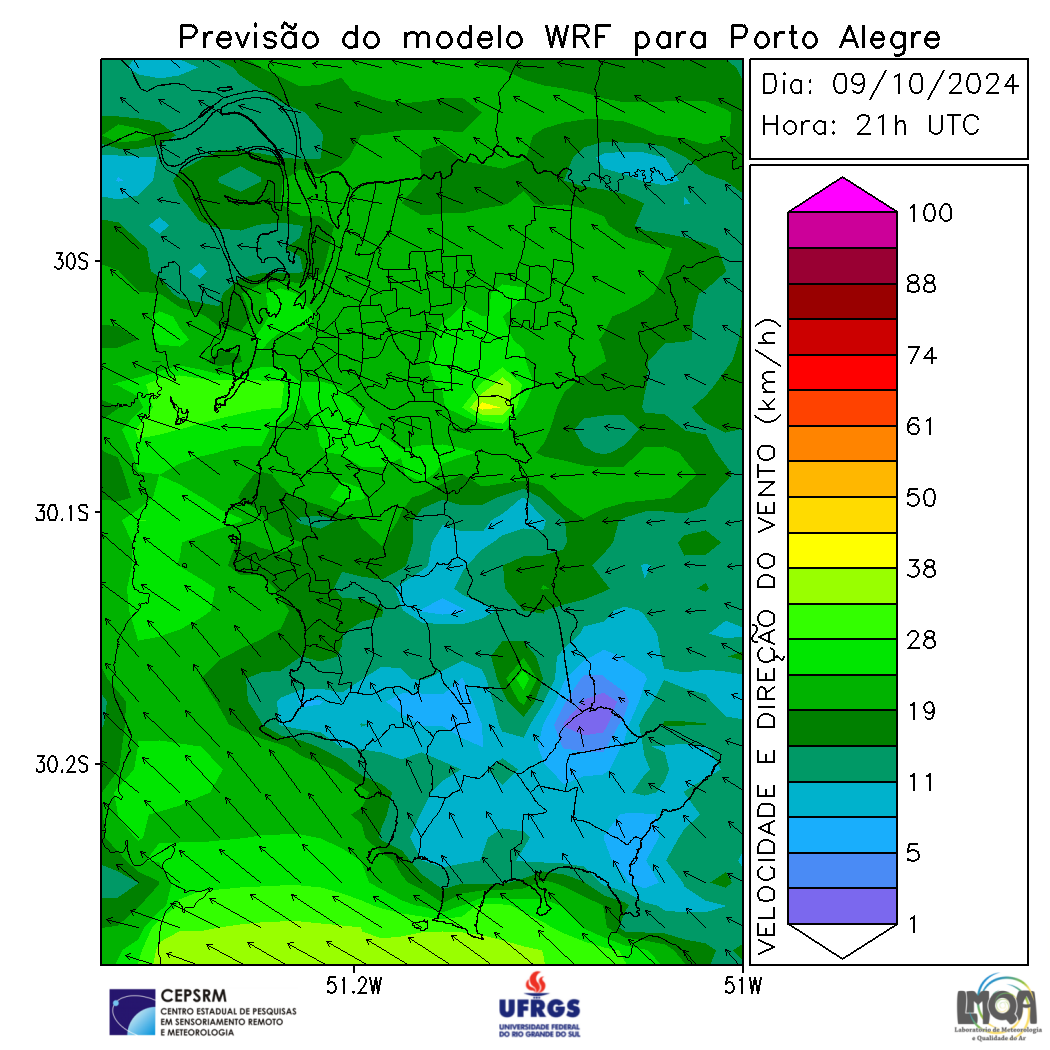 Previsão do modelo WRF para Porto Alegre
Dia: 09/10/2024
Hora: 21h UTC
30S
30.1S
30.2S
51.2W
51W
VELOCIDADE E DIREÇÃO DO VENTO (km/h)
100
88
74
61
50
38
28
19
11
5
1
CEPSRM
CENTRO ESTADUAL DE PESQUISAS
EM SENSORIAMENTO REMOTO
E METEOROLOGIA
UFRGS
UNIVERSIDADE FEDERAL
DO RIO GRANDE DO SUL
LMQA
Laboratório de Meteorologia
e Qualidade do Ar